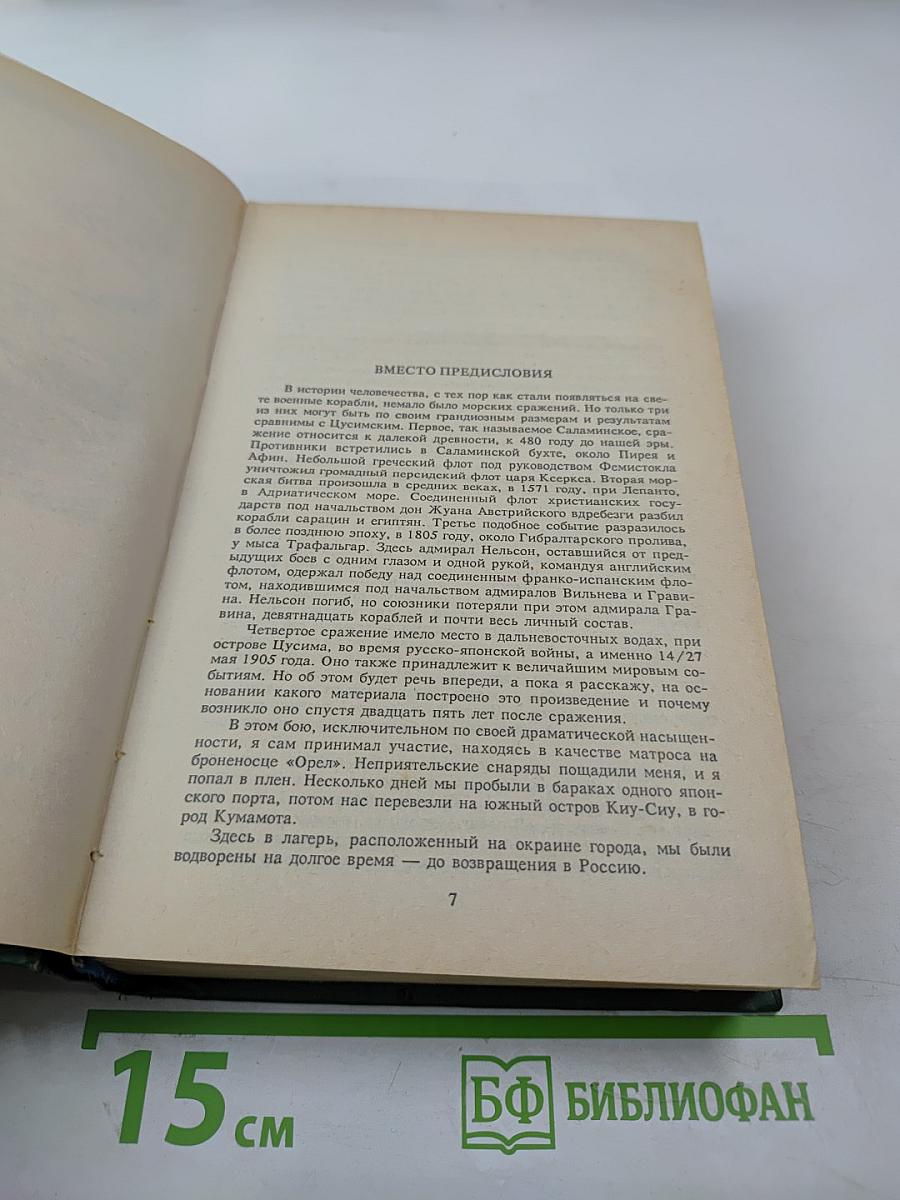 ВМЕСТО ПРЕДИСЛОВИЯ
В истории человечества, с тех пор как стали появляться на све-
те военные корабли, немало было морских сражений. Но только три
из них могут быть по своим грандиозным размерам и результатам
сравнимы с Цусимским. Первое, так называемое Саламинское, сра-
жение относится к далекой древности, к 480 году до нашей эры.
Противники встретились в Саламинской бухте, около Пирея и
Афин. Небольшой греческий флот под руководством Фемистокла
уничтожил громадный персидский флот царя Ксеркса. Вторая мор-
ская битва произошла в средних веках, в 1571 году, при Лепанто,
в Адриатическом море. Соединенный флот христианских госу-
дарств под начальством дон Жуана Австрийского вдребезги разбил
корабли сарацин и египтян. Третье подобное событие разразилось
в более позднюю эпоху, в 1805 году, около Гибралтарского пролива,
у мыса Трафальгар. Здесь адмирал Нельсон, оставшийся от пред-
ыдущих боев с одним глазом и одной рукой, командуя английским
флотом, одержал победу над соединенным франко-испанским фло-
том, находившимся под начальством адмиралов Вильнева и Грави-
на. Нельсон погиб, но союзники потеряли при этом адмирала Гра-
вина, девятнадцать кораблей и почти весь личный состав.
Четвертое сражение имело место в дальневосточных водах, при
острове Цусима, во время русско-японской войны, а именно 14/27
мая 1905 года. Оно также принадлежит к величайшим мировым со-
бытиям. Но об этом будет речь впереди, а пока я расскажу, на ос-
новании какого материала построено это произведение и почему
возникло оно спустя двадцать пять лет после сражения.
В этом бою, исключительном по своей драматической насыщен-
ности, я сам принимал участие, находясь в качестве матроса на
броненосце «Орел». Неприятельские снаряды пощадили меня, и я
попал в плен. Несколько дней мы пробыли в бараках одного япон-
ского порта, потом нас перевезли на южный остров Киу-Сиу, в го-
род Кумамота.
Здесь в лагерь, расположенный на окраине города, мы были
водворены на долгое время — до возвращения в Россию.
7
15 см
БФ БИБЛИОФАН